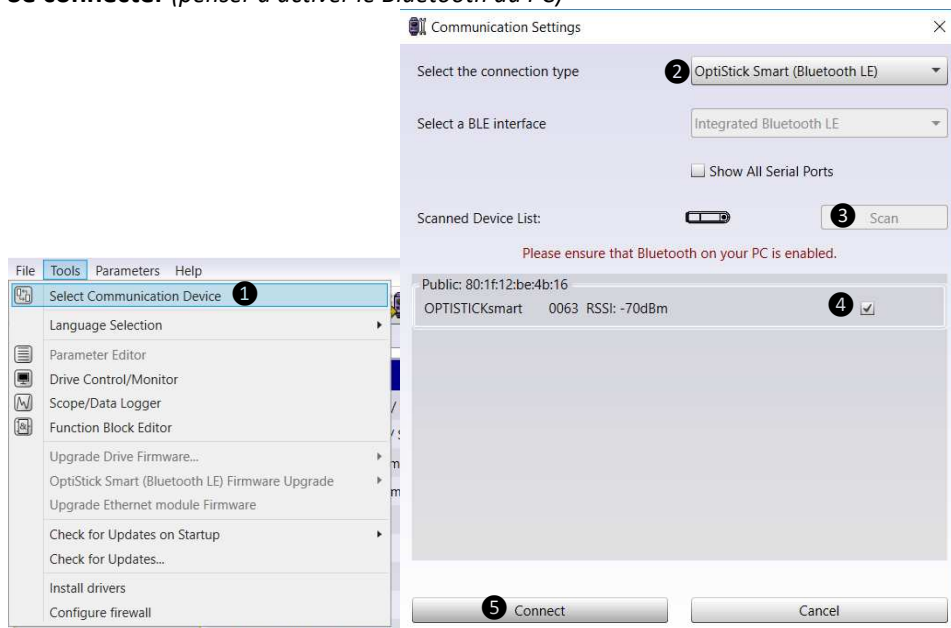 Se connecter (penser à activer le Bluetooth du PC)
Communication Settings
Select the connection type ❷ OptiStick Smart (Bluetooth LE)
Select a BLE interface Integrated Bluetooth LE
Show All Serial Ports
Scanned Device List: ❸ Scan
Please ensure that Bluetooth on your PC is enabled.
Public: 80:1f:12:be:4b:16
OPTISTICKsmart 0063 RSSI: -70dBm ❹
❺ Connect Cancel
File Tools Parameters Help
Select Communication Device ❶
Language Selection
Parameter Editor
Drive Control/Monitor
Scope/Data Logger
Function Block Editor
Upgrade Drive Firmware...
OptiStick Smart (Bluetooth LE) Firmware Upgrade
Upgrade Ethernet module Firmware
Check for Updates on Startup
Check for Updates...
Install drivers
Configure firewall